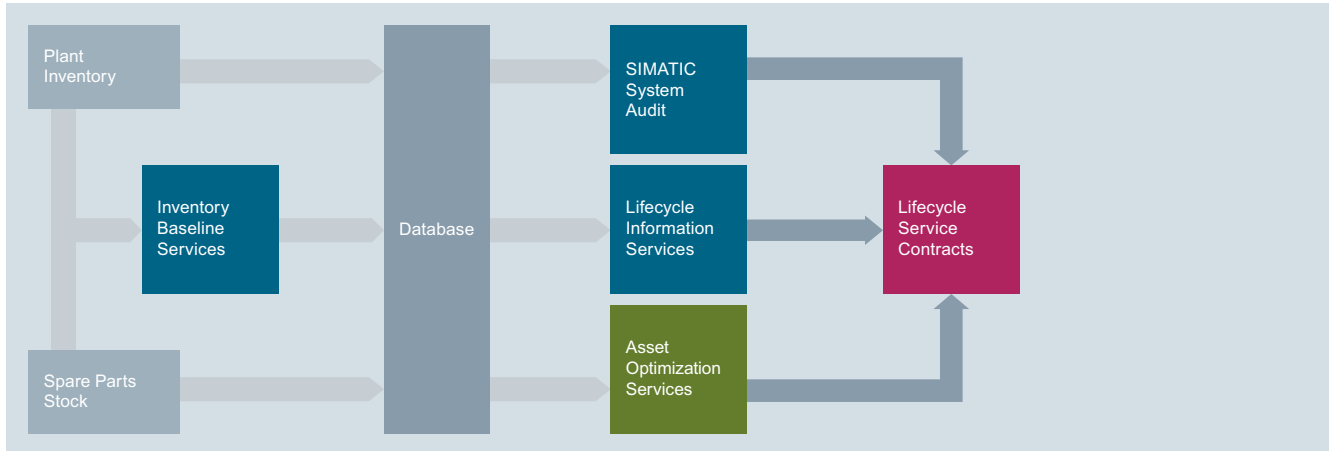 Plant
Inventory
SIMATIC
System
Audit
Inventory
Baseline
Services
Database
Lifecycle
Information
Services
Lifecycle
Service
Contracts
Spare Parts
Stock
Asset
Optimization
Services